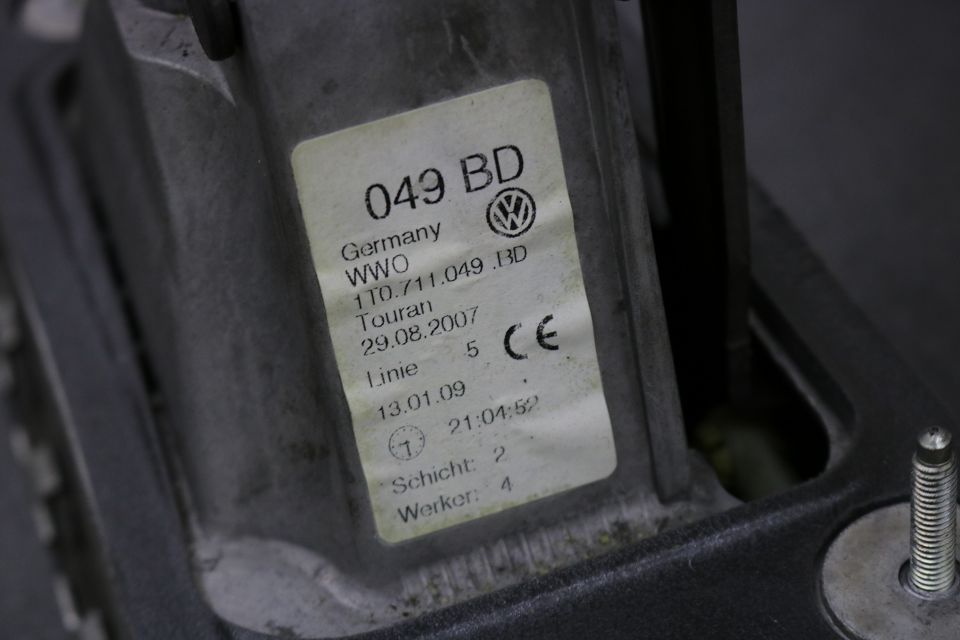 049 BD
Germany
WWO
1T0.711.049 .BD
Touran
29.08.2007
Linie 5 CE
13.01.09
21:04:52
Schicht: 2
Werker: 4